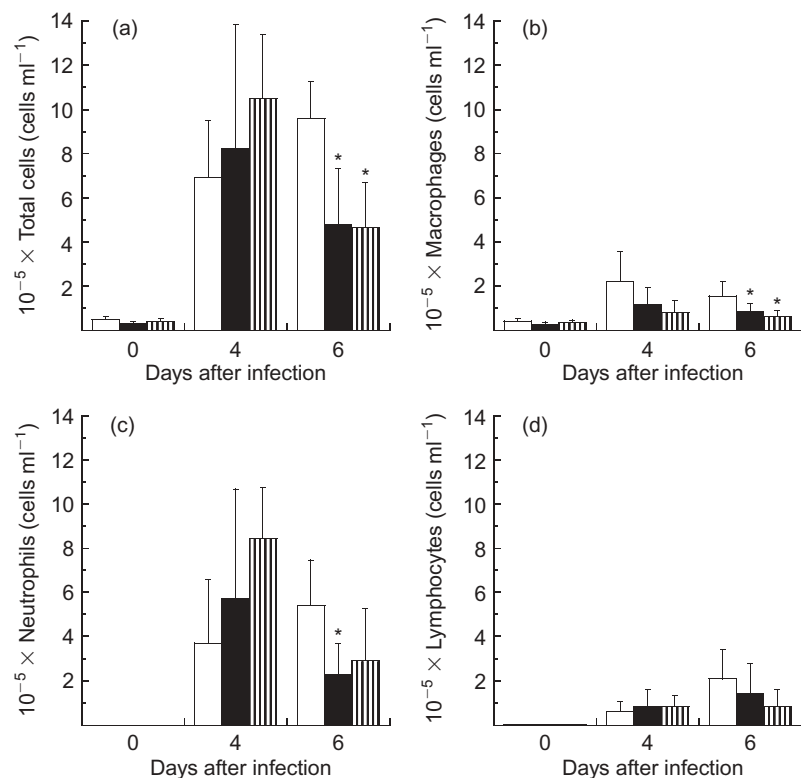 (a)
10⁻⁵ × Total cells (cells ml⁻¹)
14
12
10
8
6
4
2
* *
0 4 6
Days after infection
(b)
10⁻⁵ × Macrophages (cells ml⁻¹)
14
12
10
8
6
4
2
* *
0 4 6
Days after infection
(c)
10⁻⁵ × Neutrophils (cells ml⁻¹)
14
12
10
8
6
4
2
*
0 4 6
Days after infection
(d)
10⁻⁵ × Lymphocytes (cells ml⁻¹)
14
12
10
8
6
4
2
0 4 6
Days after infection